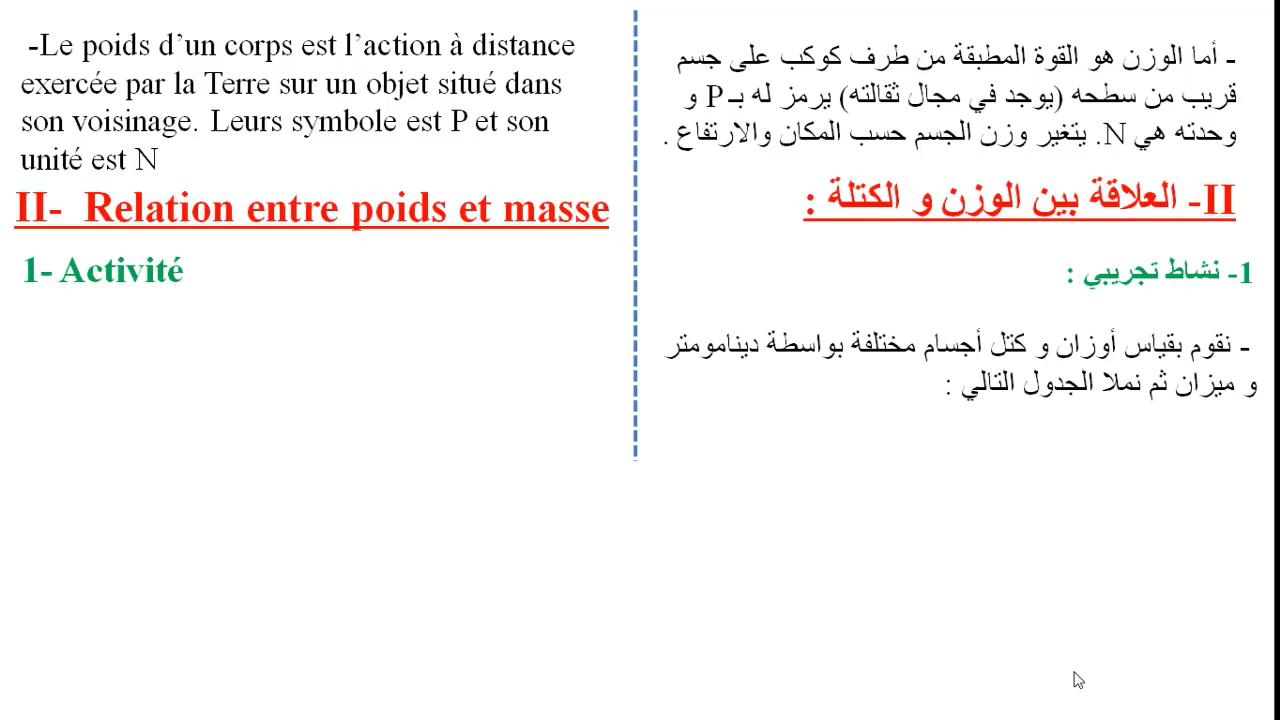 -Le poids d’un corps est l’action à distance
exercée par la Terre sur un objet situé dans
son voisinage. Leurs symbole est P et son
unité est N
II- Relation entre poids et masse
1- Activité
- أما الوزن هو القوة المطبقة من طرف كوكب على جسم
قريب من سطحه (يوجد في مجال ثقالته) يرمز له بـ P و
وحدته هي N. يتغير وزن الجسم حسب المكان والارتفاع .
II- العلاقة بين الوزن و الكتلة :
1- نشاط تجريبي :
- نقوم بقياس أوزان و كتل أجسام مختلفة بواسطة دينامومتر
و ميزان ثم نملا الجدول التالي :